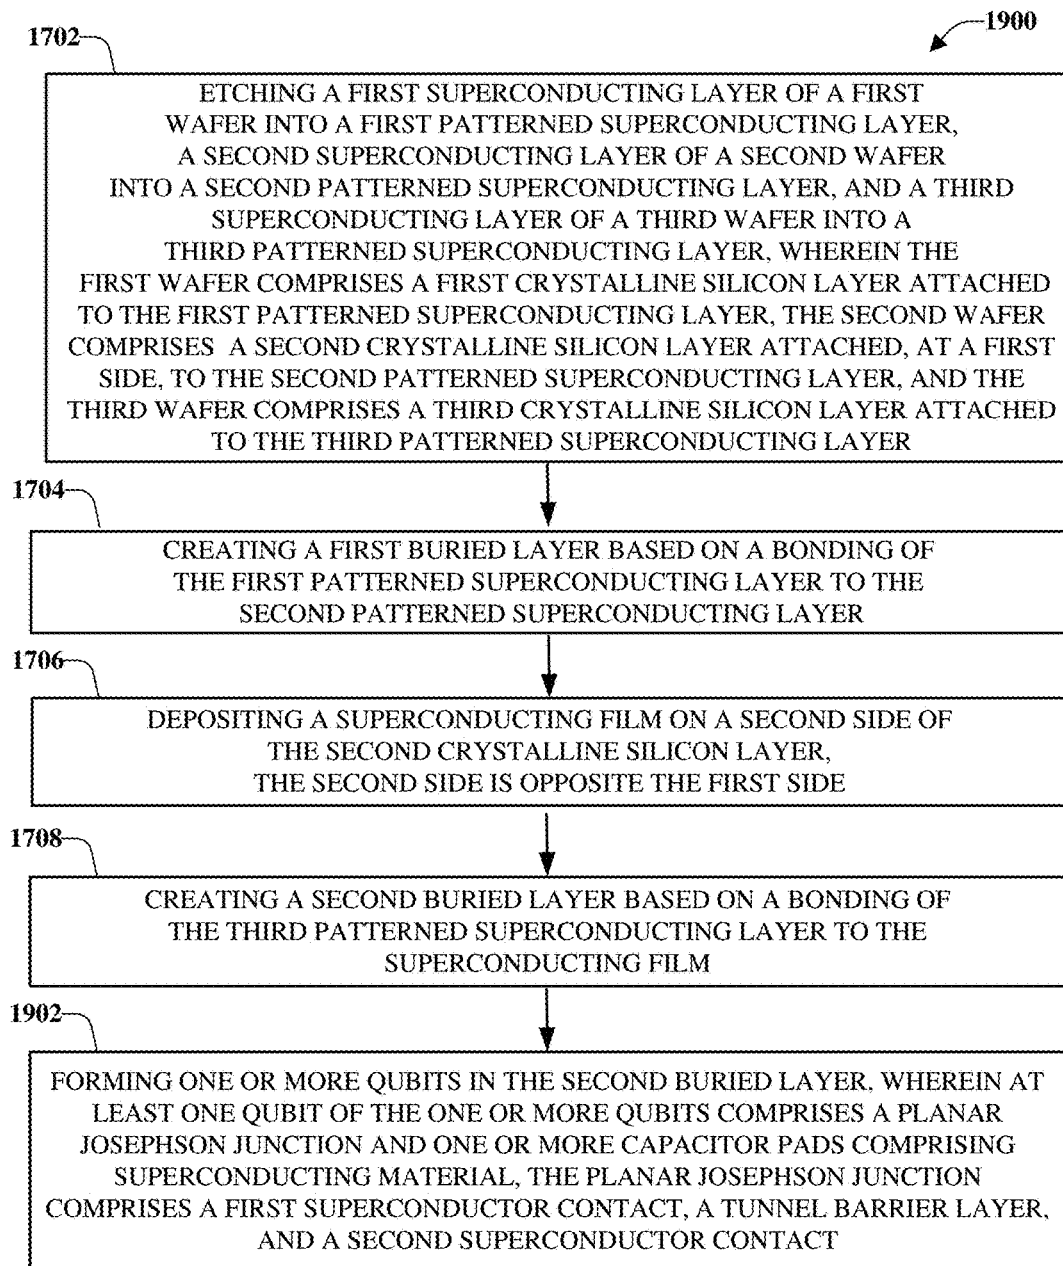 1900
1702
ETCHING A FIRST SUPERCONDUCTING LAYER OF A FIRST
WAFER INTO A FIRST PATTERNED SUPERCONDUCTING LAYER,
A SECOND SUPERCONDUCTING LAYER OF A SECOND WAFER
INTO A SECOND PATTERNED SUPERCONDUCTING LAYER, AND A THIRD
SUPERCONDUCTING LAYER OF A THIRD WAFER INTO A
THIRD PATTERNED SUPERCONDUCTING LAYER, WHEREIN THE
FIRST WAFER COMPRISES A FIRST CRYSTALLINE SILICON LAYER ATTACHED
TO THE FIRST PATTERNED SUPERCONDUCTING LAYER, THE SECOND WAFER
COMPRISES A SECOND CRYSTALLINE SILICON LAYER ATTACHED, AT A FIRST
SIDE, TO THE SECOND PATTERNED SUPERCONDUCTING LAYER, AND THE
THIRD WAFER COMPRISES A THIRD CRYSTALLINE SILICON LAYER ATTACHED
TO THE THIRD PATTERNED SUPERCONDUCTING LAYER
1704
CREATING A FIRST BURIED LAYER BASED ON A BONDING OF
THE FIRST PATTERNED SUPERCONDUCTING LAYER TO THE
SECOND PATTERNED SUPERCONDUCTING LAYER
1706
DEPOSITING A SUPERCONDUCTING FILM ON A SECOND SIDE OF
THE SECOND CRYSTALLINE SILICON LAYER,
THE SECOND SIDE IS OPPOSITE THE FIRST SIDE
1708
CREATING A SECOND BURIED LAYER BASED ON A BONDING OF
THE THIRD PATTERNED SUPERCONDUCTING LAYER TO THE
SUPERCONDUCTING FILM
1902
FORMING ONE OR MORE QUBITS IN THE SECOND BURIED LAYER, WHEREIN AT
LEAST ONE QUBIT OF THE ONE OR MORE QUBITS COMPRISES A PLANAR
JOSEPHSON JUNCTION AND ONE OR MORE CAPACITOR PADS COMPRISING
SUPERCONDUCTING MATERIAL, THE PLANAR JOSEPHSON JUNCTION
COMPRISES A FIRST SUPERCONDUCTOR CONTACT, A TUNNEL BARRIER LAYER,
AND A SECOND SUPERCONDUCTOR CONTACT